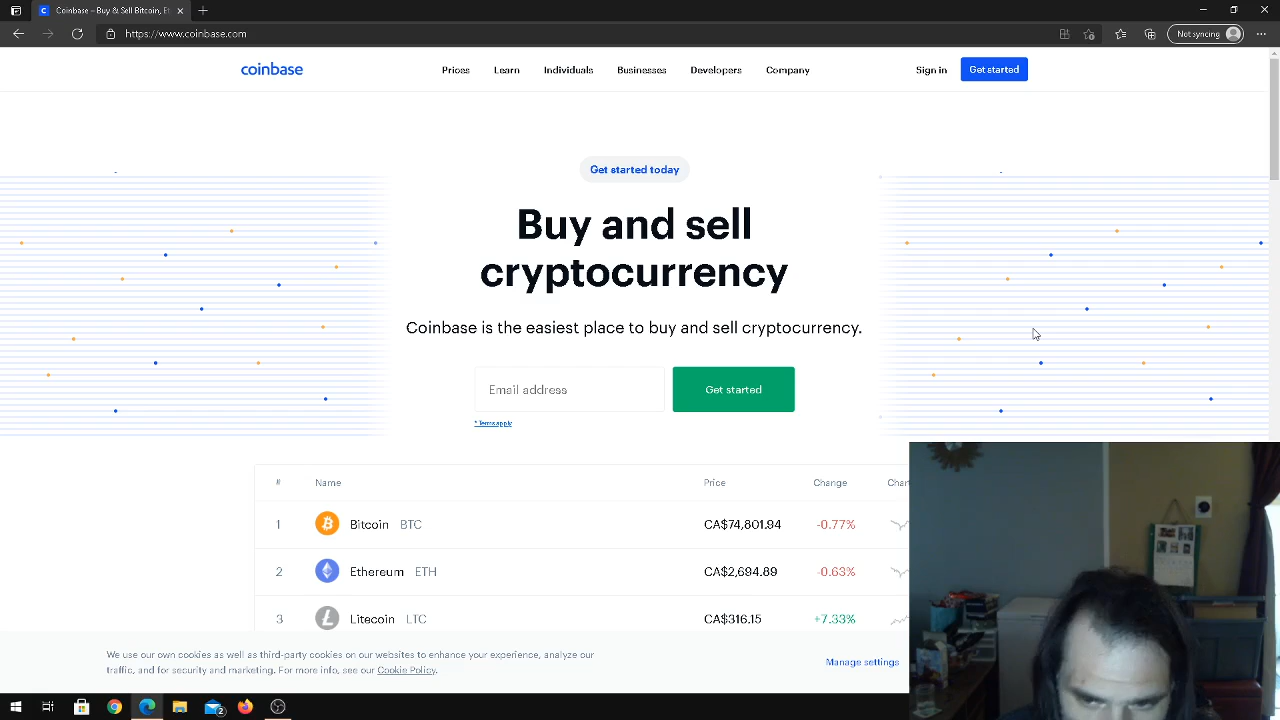 Coinbase – Buy & Sell Bitcoin, Et
https://www.coinbase.com
Not syncing
coinbase
Prices
Learn
Individuals
Businesses
Developers
Company
Sign in
Get started
Get started today
Buy and sell
cryptocurrency
Coinbase is the easiest place to buy and sell cryptocurrency.
Email address
Get started
* Terms apply
# Name Price Change Char
1 Bitcoin BTC CA$74,801.94 -0.77%
2 Ethereum ETH CA$2,694.89 -0.63%
3 Litecoin LTC CA$316.15 +7.33%
We use our own cookies as well as third-party cookies on our websites to enhance your experience, analyze our
traffic, and for security and marketing. For more info, see our Cookie Policy.
Manage settings
2